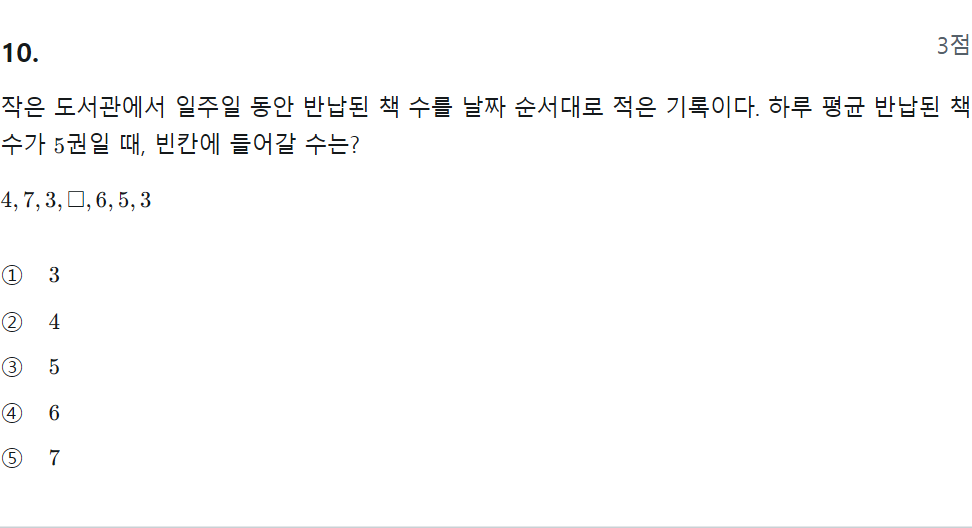 10.
3점
작은 도서관에서 일주일 동안 반납된 책 수를 날짜 순서대로 적은 기록이다. 하루 평균 반납된 책
수가 5권일 때, 빈칸에 들어갈 수는?
4, 7, 3, □, 6, 5, 3
① 3
② 4
③ 5
④ 6
⑤ 7